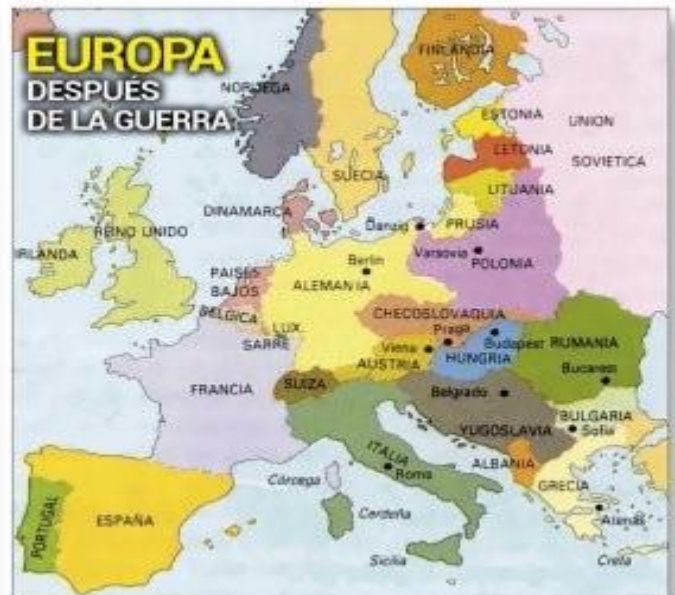 EUROPA
DESPUÉS
DE LA GUERRA
NORUEGA
FINLANDIA
ESTONIA
UNION
SOVIETICA
LETONIA
SUECIA
LITUANIA
DINAMARCA
Danzig
PRUSIA
REINO UNIDO
IRLANDA
Berlin
Varsovia
POLONIA
PAISES
BAJOS
ALEMANIA
BELGICA
CHECOSLOVAQUIA
LUX
SARRE
Praga
Viena
Budapest
RUMANIA
AUSTRIA
HUNGRIA
FRANCIA
SUIZA
Bucarest
Belgrado
BULGARIA
Sofia
YUGOSLAVIA
ITALIA
Roma
ALBANIA
Córcega
GRECIA
PORTUGAL
ESPAÑA
Cerdeña
Atenas
Sicilia
Creta